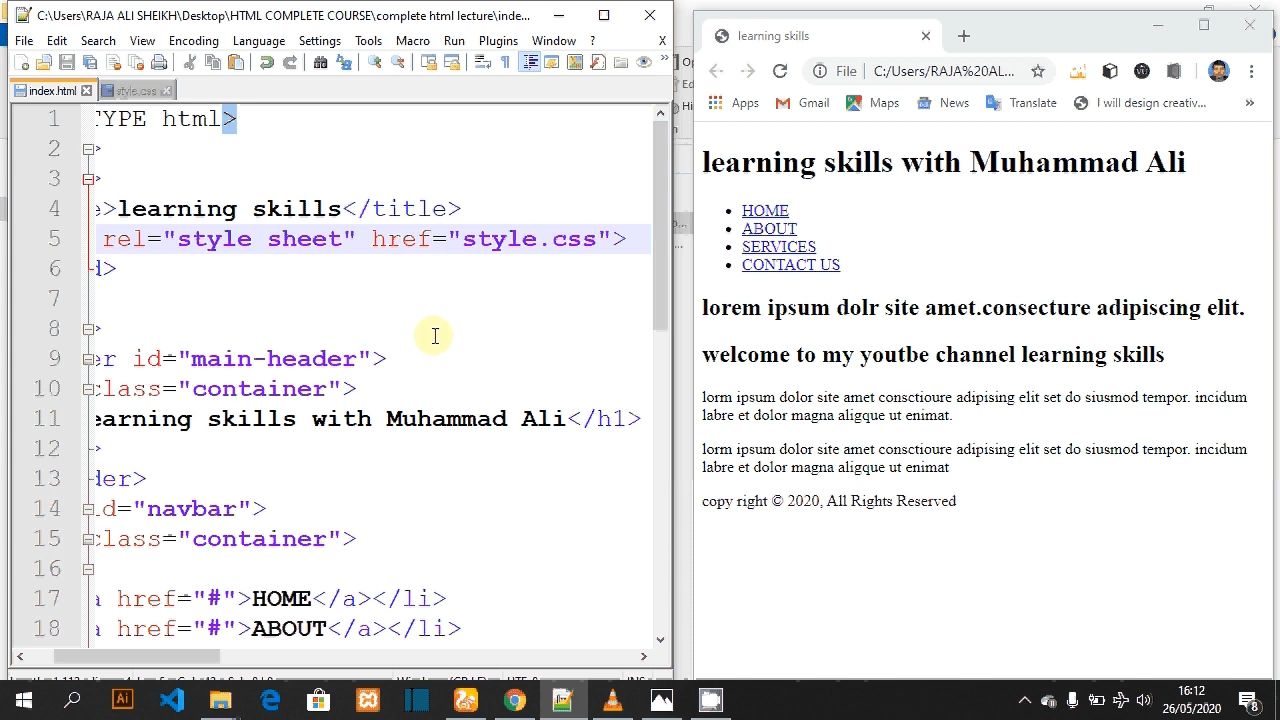 C:\Users\RAJA ALI SHEIKH\Desktop\HTML COMPLETE COURSE\complete html lecture\inde...
File Edit Search View Encoding Language Settings Tools Macro Run Plugins Window ? X
index.html style.css
1 TYPE html>
2 >
3 >
4 e>learning skills</title>
5 rel="style sheet" href="style.css">
6 d>
7
8 >
9 er id="main-header">
10 class="container">
11 earning skills with Muhammad Ali</h1>
12 >
13 der>
14 id="navbar">
15 class="container">
16
17 a href="#">HOME</a></li>
18 a href="#">ABOUT</a></li>
learning skills
File C:/Users/RAJA%20AL...
Apps Gmail Maps News Translate I will design creativ... »
learning skills with Muhammad Ali
HOME
ABOUT
SERVICES
CONTACT US
lorem ipsum dolr site amet.consecture adipiscing elit.
welcome to my youtbe channel learning skills
lorm ipsum dolor site amet consctioure adipising elit set do siusmod tempor. incidum
labre et dolor magna aligque ut enimat.
lorm ipsum dolor site amet consctioure adipising elit set do siusmod tempor. incidum
labre et dolor magna aligque ut enimat
copy right © 2020, All Rights Reserved
Ai
16:12
26/05/2020
8